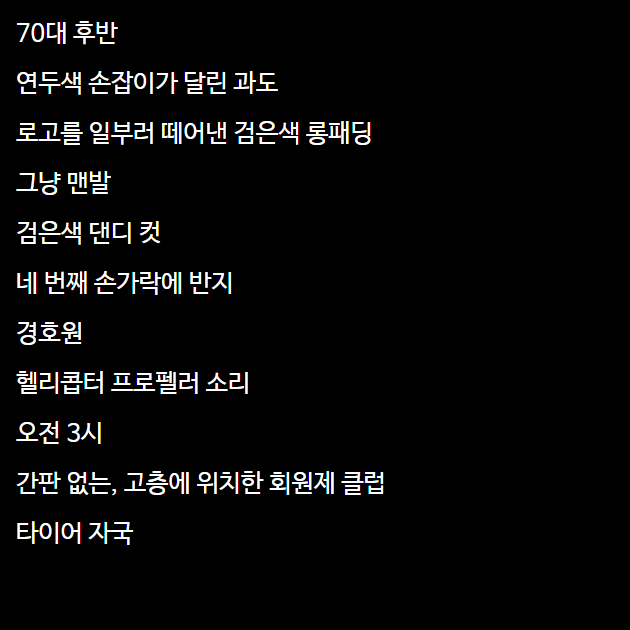 70대 후반
연두색 손잡이가 달린 과도
로고를 일부러 떼어낸 검은색 롱패딩
그냥 맨발
검은색 댄디 컷
네 번째 손가락에 반지
경호원
헬리콥터 프로펠러 소리
오전 3시
간판 없는, 고층에 위치한 회원제 클럽
타이어 자국